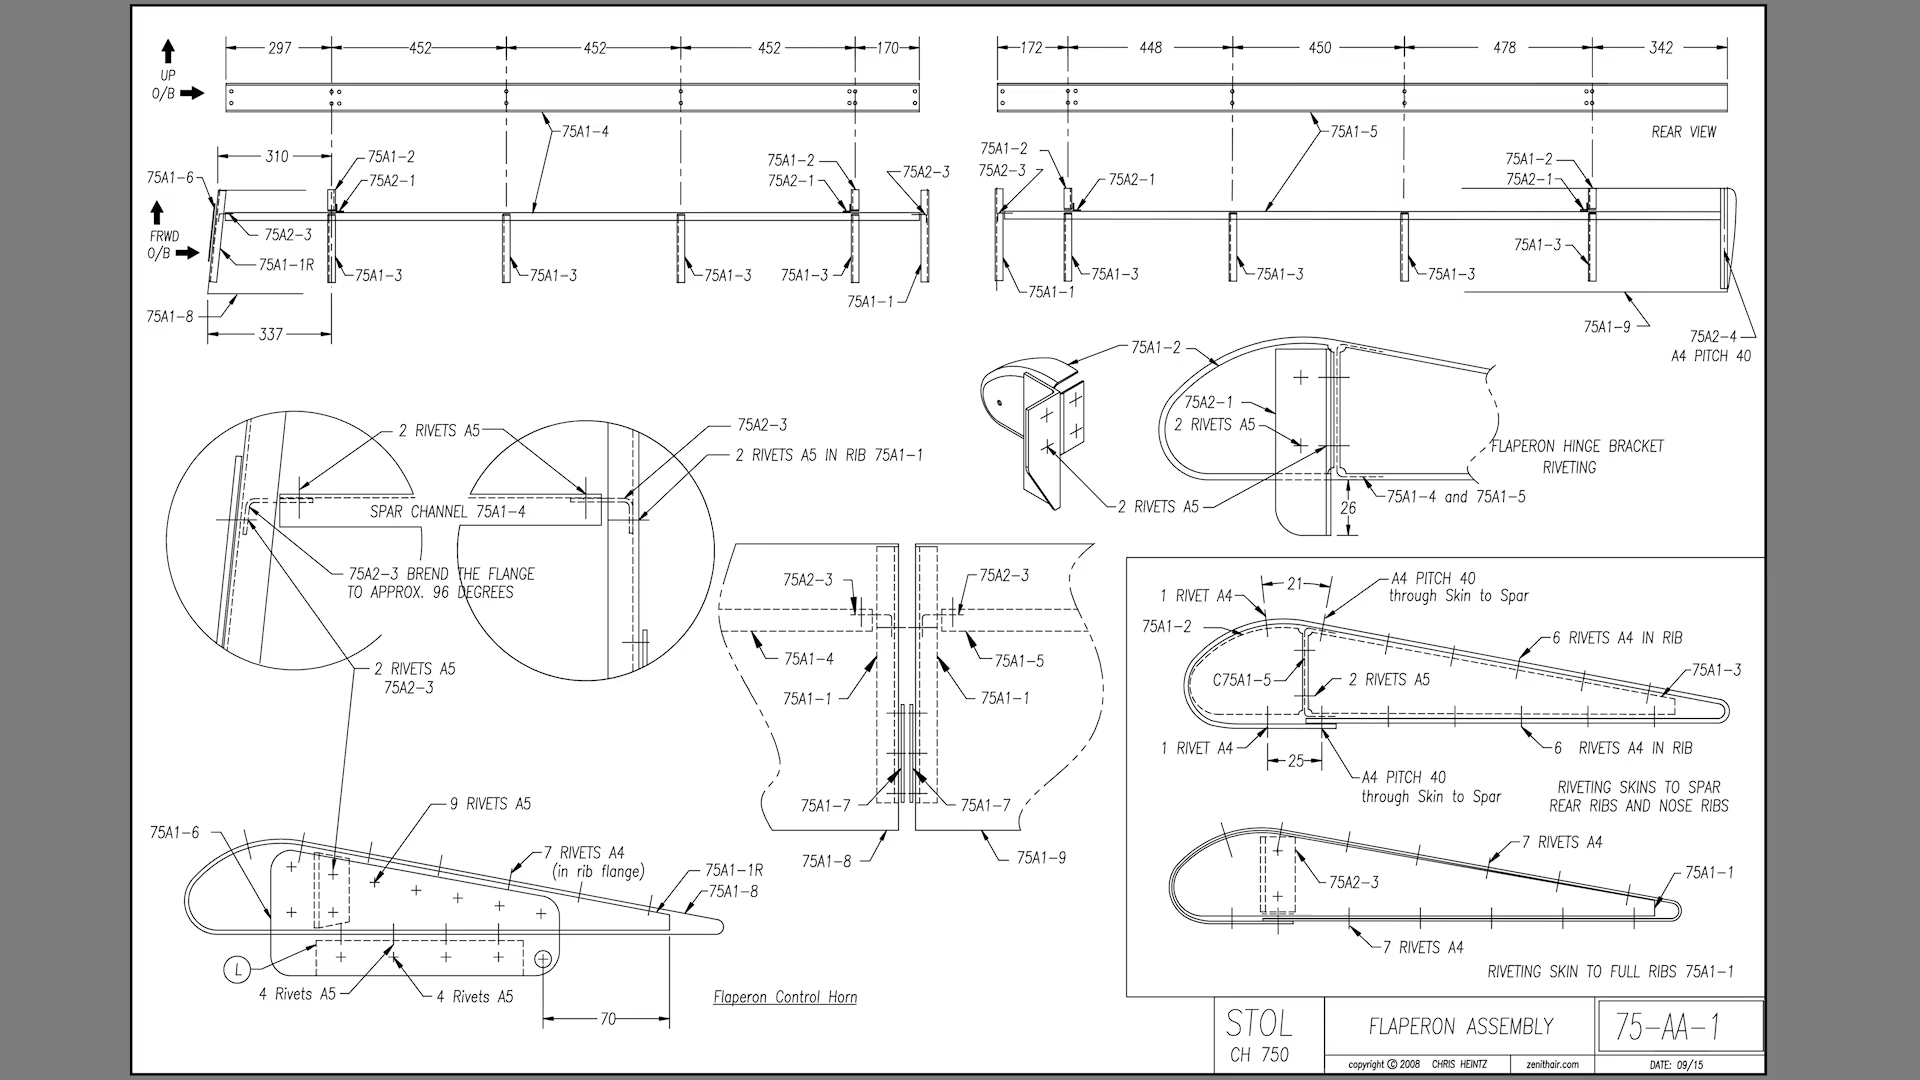 297 452 452 452 170
172 448 450 478 342
UP
O/B
75A1-4
75A1-5
REAR VIEW
310
75A1-2
75A2-1
75A1-2
75A2-1
75A2-3
75A1-2
75A2-3
75A2-1
75A1-2
75A2-1
75A1-6
FRWD
O/B
75A2-3
75A1-1R
75A1-3
75A1-3
75A1-3
75A1-3
75A1-1
75A1-1
75A1-3
75A1-3
75A1-3
75A1-3
75A1-8
337
75A1-9
75A2-4
A4 PITCH 40
75A1-2
75A2-1
2 RIVETS A5
FLAPERON HINGE BRACKET
RIVETING
75A1-4 and 75A1-5
2 RIVETS A5
26
2 RIVETS A5
75A2-3
2 RIVETS A5 IN RIB 75A1-1
SPAR CHANNEL 75A1-4
75A2-3 BREND THE FLANGE
TO APPROX. 96 DEGREES
2 RIVETS A5
75A2-3
75A2-3
75A2-3
75A1-4
75A1-5
75A1-1
75A1-1
75A1-7
75A1-7
75A1-8
75A1-9
21
A4 PITCH 40
through Skin to Spar
1 RIVET A4
75A1-2
6 RIVETS A4 IN RIB
75A1-3
C75A1-5
2 RIVETS A5
1 RIVET A4
6 RIVETS A4 IN RIB
25
A4 PITCH 40
through Skin to Spar
RIVETING SKINS TO SPAR
REAR RIBS AND NOSE RIBS
7 RIVETS A4
75A1-1
75A2-3
7 RIVETS A4
RIVETING SKIN TO FULL RIBS 75A1-1
9 RIVETS A5
75A1-6
7 RIVETS A4
(in rib flange)
75A1-1R
75A1-8
L
4 Rivets A5
4 Rivets A5
70
Flaperon Control Horn
STOL
CH 750
FLAPERON ASSEMBLY
75-AA-1
copyright © 2008 CHRIS HEINTZ
zenithair.com
DATE: 09/15